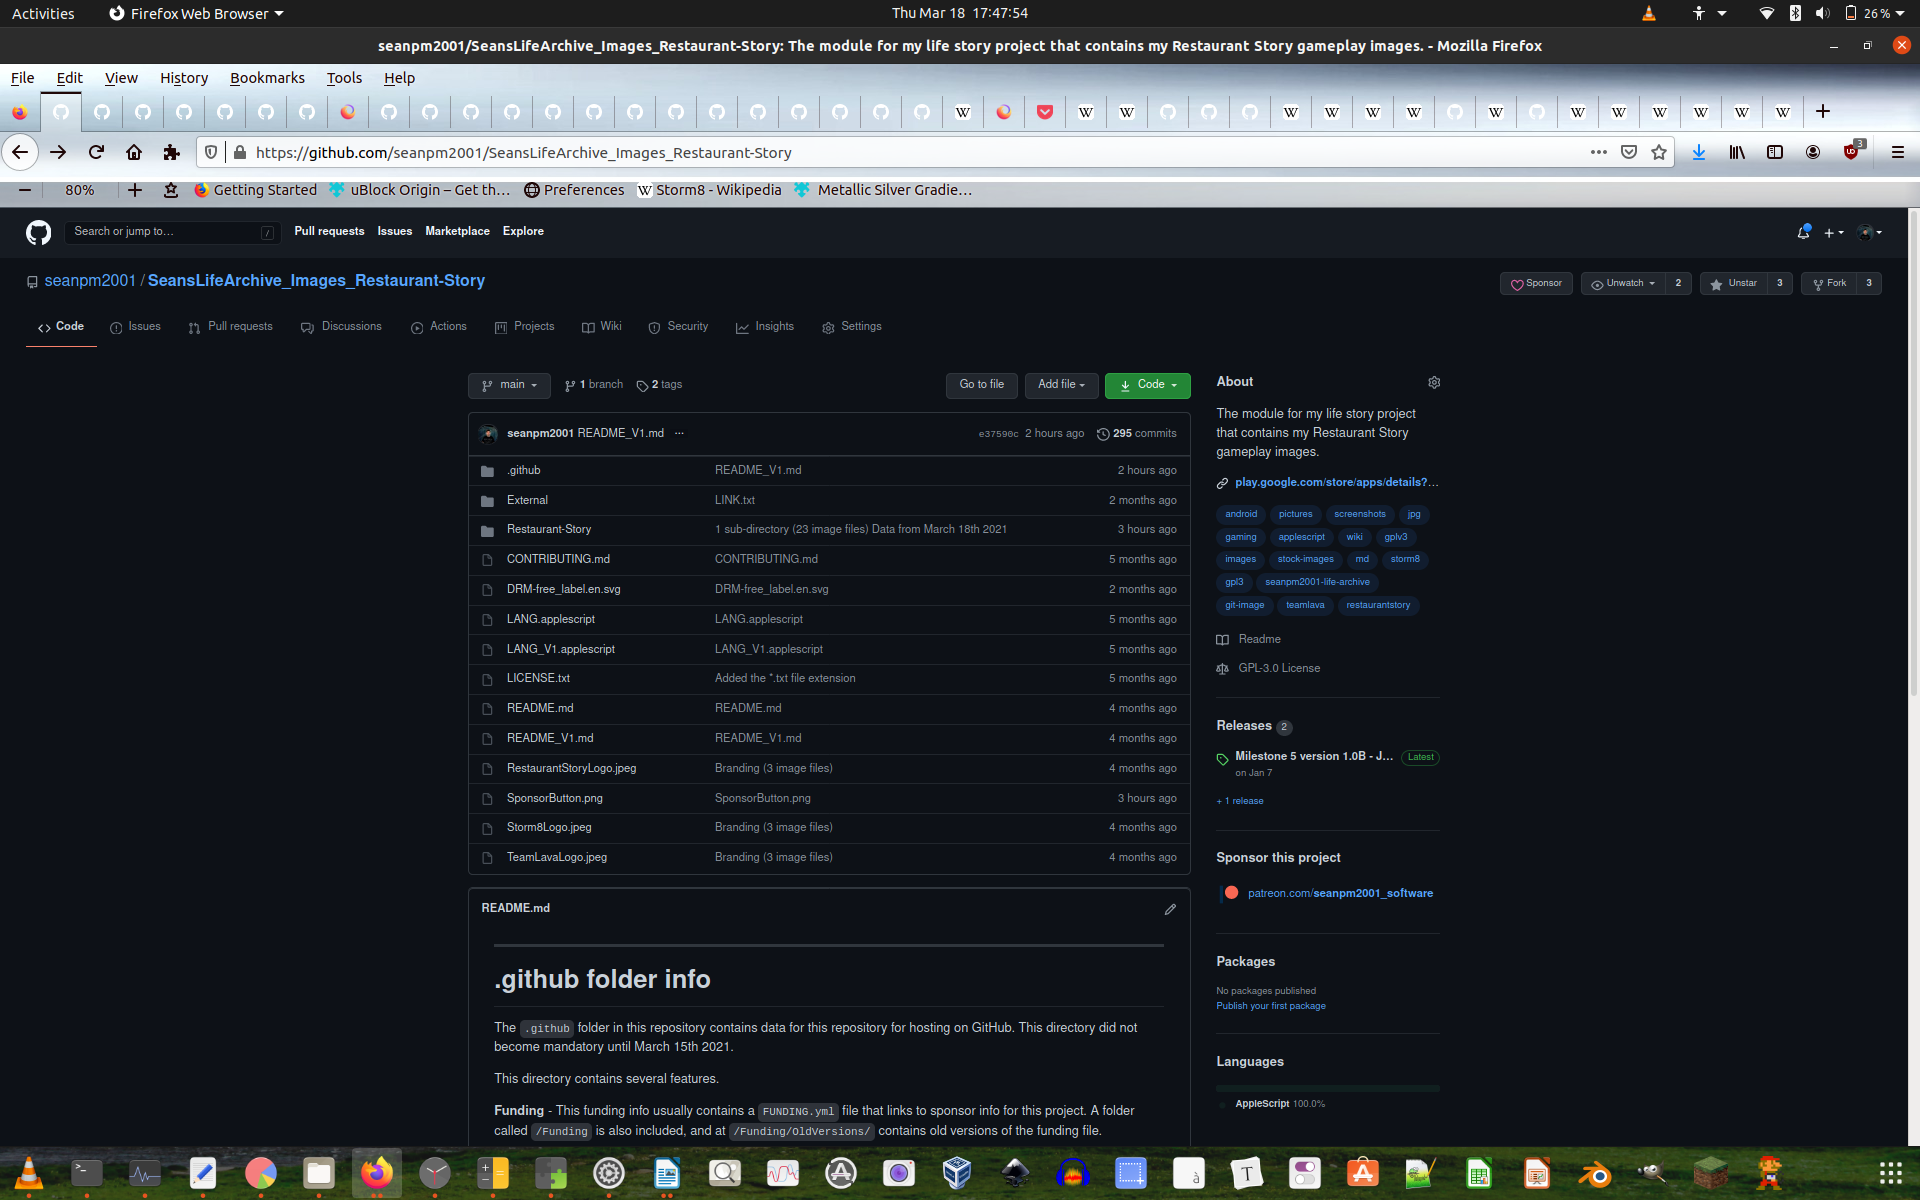 Activities Firefox Web Browser Thu Mar 18 17:47:54 26 %
seanpm2001/SeansLifeArchive_Images_Restaurant-Story: The module for my life story project that contains my Restaurant Story gameplay images. - Mozilla Firefox
File Edit View History Bookmarks Tools Help
https://github.com/seanpm2001/SeansLifeArchive_Images_Restaurant-Story 3
80% Getting Started uBlock Origin – Get th… Preferences Storm8 - Wikipedia Metallic Silver Gradie…
Search or jump to… / Pull requests Issues Marketplace Explore
seanpm2001 / SeansLifeArchive_Images_Restaurant-Story Sponsor Unwatch 2 Unstar 3 Fork 3
Code Issues Pull requests Discussions Actions Projects Wiki Security Insights Settings
main 1 branch 2 tags Go to file Add file Code
seanpm2001 README_V1.md ... e37590c 2 hours ago 295 commits
.github README_V1.md 2 hours ago
External LINK.txt 2 months ago
Restaurant-Story 1 sub-directory (23 image files) Data from March 18th 2021 3 hours ago
CONTRIBUTING.md CONTRIBUTING.md 5 months ago
DRM-free_label.en.svg DRM-free_label.en.svg 2 months ago
LANG.applescript LANG.applescript 5 months ago
LANG_V1.applescript LANG_V1.applescript 5 months ago
LICENSE.txt Added the *.txt file extension 5 months ago
README.md README.md 4 months ago
README_V1.md README_V1.md 4 months ago
RestaurantStoryLogo.jpeg Branding (3 image files) 4 months ago
SponsorButton.png SponsorButton.png 3 hours ago
Storm8Logo.jpeg Branding (3 image files) 4 months ago
TeamLavaLogo.jpeg Branding (3 image files) 4 months ago
README.md
.github folder info
The .github folder in this repository contains data for this repository for hosting on GitHub. This directory did not
become mandatory until March 15th 2021.
This directory contains several features.
Funding - This funding info usually contains a FUNDING.yml file that links to sponsor info for this project. A folder
called /Funding is also included, and at /Funding/OldVersions/ contains old versions of the funding file.
About
The module for my life story project
that contains my Restaurant Story
gameplay images.
play.google.com/store/apps/details?…
android pictures screenshots jpg
gaming applescript wiki gplv3
images stock-images md storm8
gpl3 seanpm2001-life-archive
git-image teamlava restaurantstory
Readme
GPL-3.0 License
Releases 2
Milestone 5 version 1.0B - J… Latest
on Jan 7
+ 1 release
Sponsor this project
patreon.com/seanpm2001_software
Packages
No packages published
Publish your first package
Languages
AppleScript 100.0%